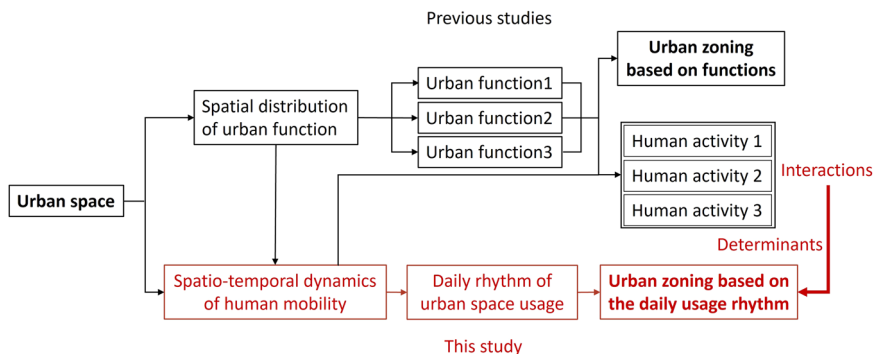 Previous studies
Urban zoning
based on functions
Urban function1
Spatial distribution
of urban function
Urban function2
Urban function3
Human activity 1
Human activity 2
Human activity 3
Interactions
Urban space
Determinants
Spatio-temporal dynamics
of human mobility
Daily rhythm of
urban space usage
Urban zoning based on
the daily usage rhythm
This study